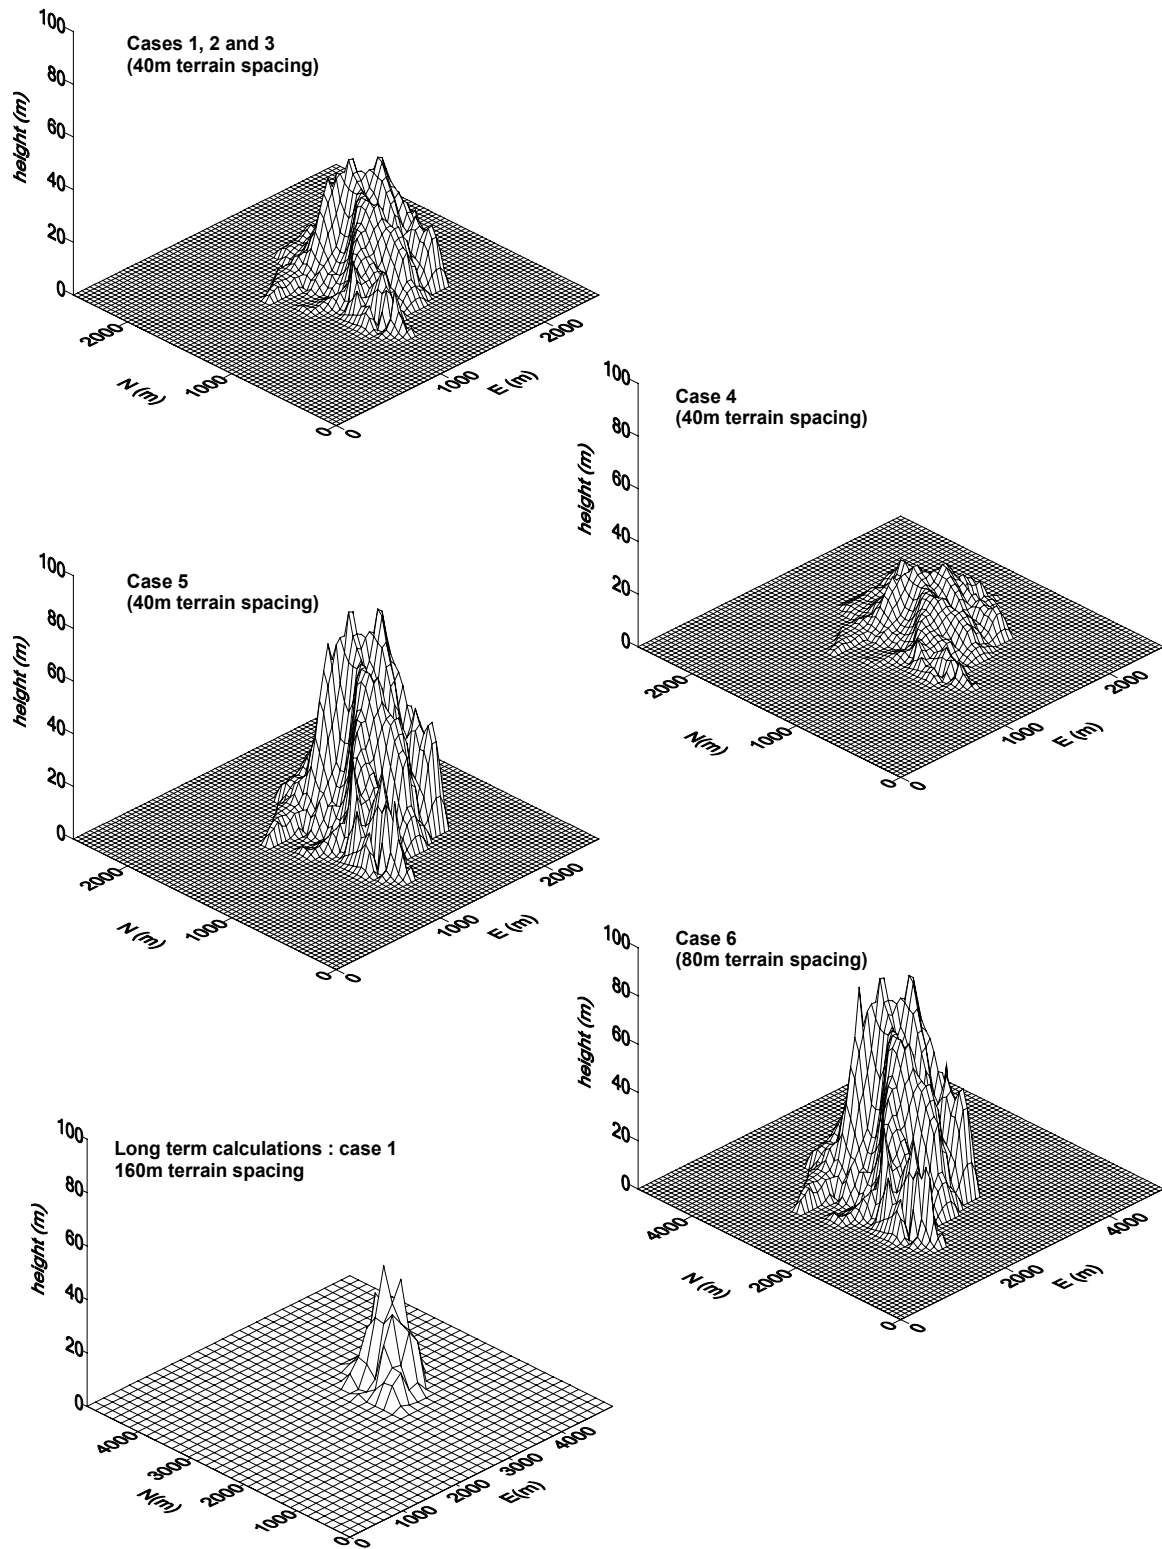 100
80
60
40
20
0
height (m)
Cases 1, 2 and 3
(40m terrain spacing)
2000
1000
0
N (m)
0
1000
2000
E (m)
100
80
60
40
20
0
height (m)
Case 4
(40m terrain spacing)
2000
1000
0
N(m)
0
1000
2000
E (m)
100
80
60
40
20
0
height (m)
Case 5
(40m terrain spacing)
2000
1000
0
N (m)
0
1000
2000
E (m)
100
80
60
40
20
0
height (m)
Case 6
(80m terrain spacing)
4000
2000
0
N (m)
0
2000
4000
E (m)
100
80
60
40
20
0
height (m)
Long term calculations : case 1
160m terrain spacing
4000
3000
2000
1000
0
N(m)
0
1000
2000
3000
4000
E(m)